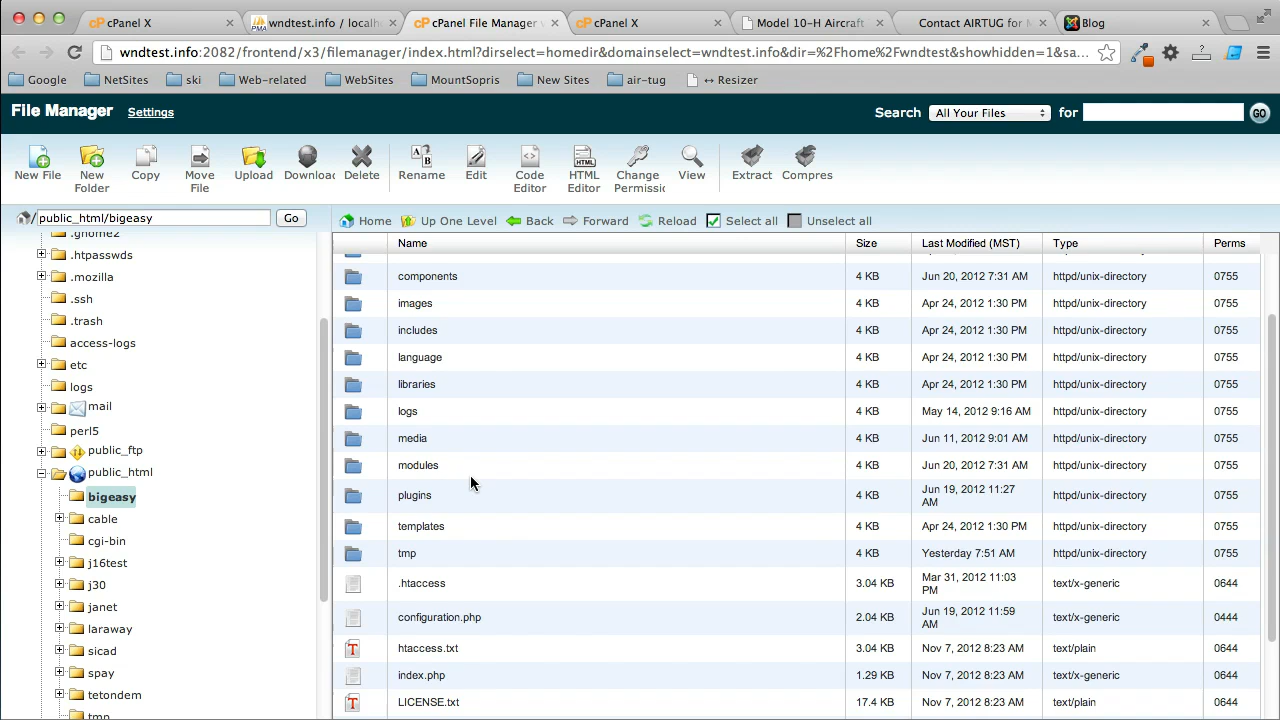 cPanel X
wndtest.info / localh
cPanel File Manager v
cPanel X
Model 10-H Aircraft
Contact AIRTUG for
Blog
wndtest.info:2082/frontend/x3/filemanager/index.html?dirselect=homedir&domainselect=wndtest.info&dir=%2Fhome%2Fwndtest&showhidden=1&sa...
Google
NetSites
ski
Web-related
WebSites
MountSopris
New Sites
air-tug
↔ Resizer
File Manager
Settings
Search
All Your Files
for
GO
New File
New Folder
Copy
Move File
Upload
Download
Delete
Rename
Edit
Code Editor
HTML Editor
Change Permissic
View
Extract
Compres
/
public_html/bigeasy
Go
Home
Up One Level
Back
Forward
Reload
Select all
Unselect all
.gnome2
.htpasswds
.mozilla
.ssh
.trash
access-logs
etc
logs
mail
perl5
public_ftp
public_html
bigeasy
cable
cgi-bin
j16test
j30
janet
laraway
sicad
spay
tetondem
tmp
Name Size Last Modified (MST) Type Perms
components 4 KB Jun 20, 2012 7:31 AM httpd/unix-directory 0755
images 4 KB Apr 24, 2012 1:30 PM httpd/unix-directory 0755
includes 4 KB Apr 24, 2012 1:30 PM httpd/unix-directory 0755
language 4 KB Apr 24, 2012 1:30 PM httpd/unix-directory 0755
libraries 4 KB Apr 24, 2012 1:30 PM httpd/unix-directory 0755
logs 4 KB May 14, 2012 9:16 AM httpd/unix-directory 0755
media 4 KB Jun 11, 2012 9:01 AM httpd/unix-directory 0755
modules 4 KB Jun 20, 2012 7:31 AM httpd/unix-directory 0755
plugins 4 KB Jun 19, 2012 11:27 AM httpd/unix-directory 0755
templates 4 KB Apr 24, 2012 1:30 PM httpd/unix-directory 0755
tmp 4 KB Yesterday 7:51 AM httpd/unix-directory 0755
.htaccess 3.04 KB Mar 31, 2012 11:03 PM text/x-generic 0644
configuration.php 2.04 KB Jun 19, 2012 11:59 AM text/x-generic 0444
htaccess.txt 3.04 KB Nov 7, 2012 8:23 AM text/plain 0644
index.php 1.29 KB Nov 7, 2012 8:23 AM text/x-generic 0644
LICENSE.txt 17.4 KB Nov 7, 2012 8:23 AM text/plain 0644